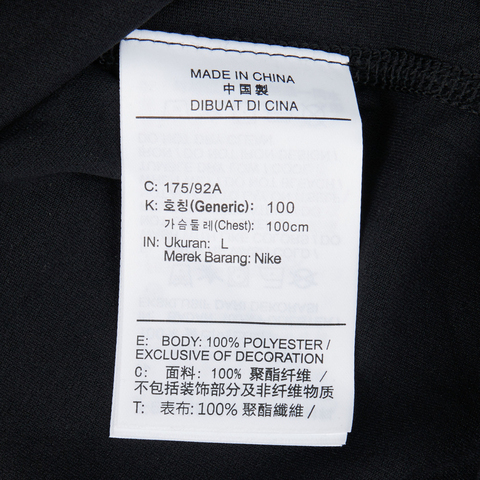 MADE IN CHINA
中国製
DIBUAT DI CINA
C: 175/92A
K: 호칭(Generic): 100
가슴둘레(Chest): 100cm
IN: Ukuran: L
Merek Barang: Nike
E: BODY: 100% POLYESTER /
EXCLUSIVE OF DECORATION
C: 面料: 100% 聚酯纤维 /
不包括装饰部分及非纤维物质
T: 表布: 100% 聚酯纖維 /